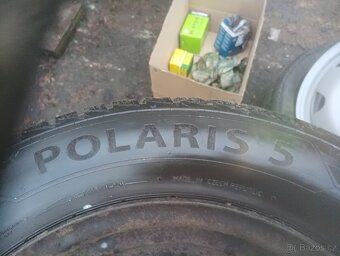 POLARIS 5
MADE IN CZECH REPUBLIC
Bazoš.cz